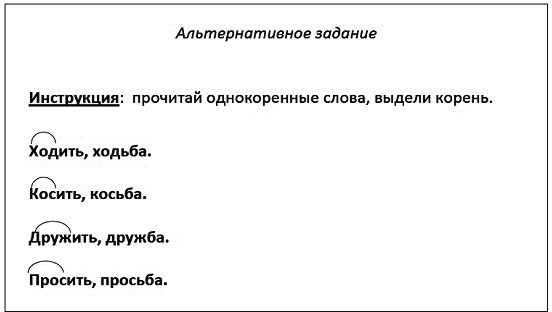 Альтернативное задание
Инструкция: прочитай однокоренные слова, выдели корень.
Ходить, ходьба.
Косить, косьба.
Дружить, дружба.
Просить, просьба.